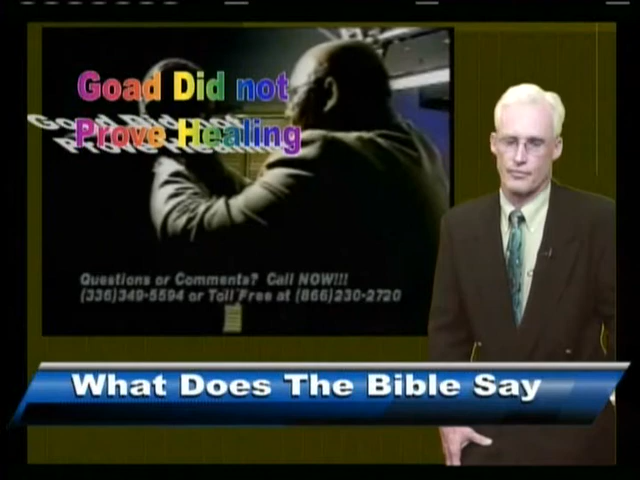 Goad Did not
Prove Healing
Questions or Comments? Call NOW!!!
(336)349-5594 or Toll Free at (866)230-2720
What Does The Bible Say